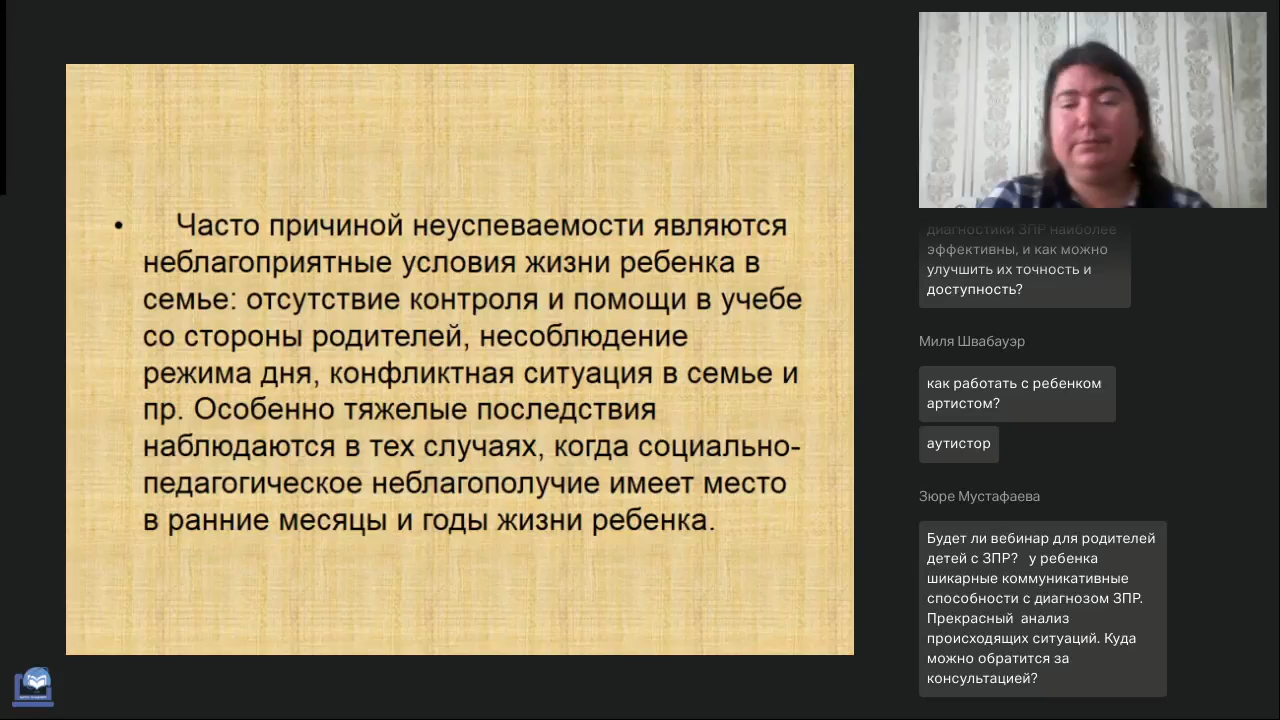 • Часто причиной неуспеваемости являются
неблагоприятные условия жизни ребенка в
семье: отсутствие контроля и помощи в учебе
со стороны родителей, несоблюдение
режима дня, конфликтная ситуация в семье и
пр. Особенно тяжелые последствия
наблюдаются в тех случаях, когда социально-
педагогическое неблагополучие имеет место
в ранние месяцы и годы жизни ребенка.
диагностики ЗПР наиболее
эффективны, и как можно
улучшить их точность и
доступность?
Миля Швабауэр
как работать с ребенком
артистом?
аутистор
Зюре Мустафаева
Будет ли вебинар для родителей
детей с ЗПР? у ребенка
шикарные коммуникативные
способности с диагнозом ЗПР.
Прекрасный анализ
происходящих ситуаций. Куда
можно обратится за
консультацией?